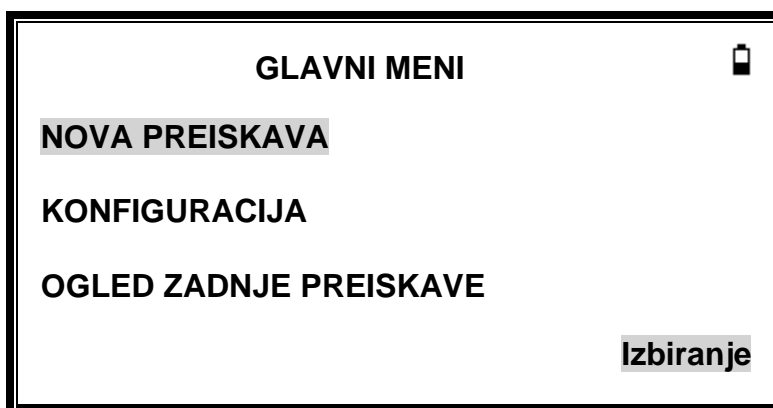 GLAVNI MENI
NOVA PREISKAVA
KONFIGURACIJA
OGLED ZADNJE PREISKAVE
Izbiranje